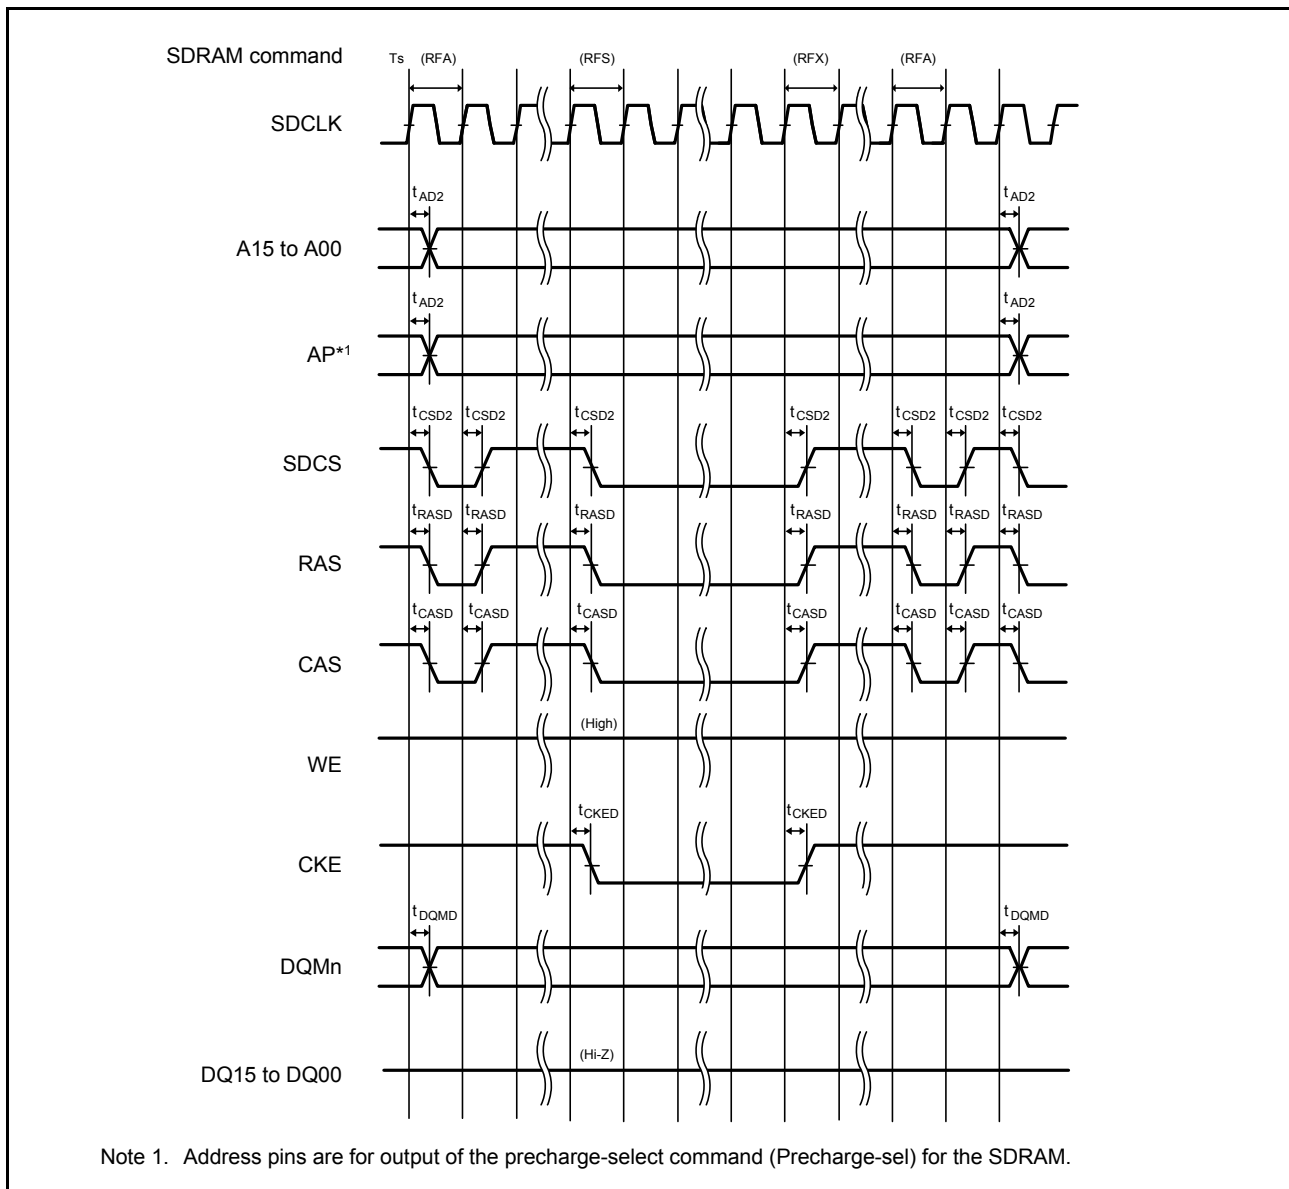 SDRAM command Ts (RFA) (RFS) (RFX) (RFA)
SDCLK
tAD2 tAD2
A15 to A00
tAD2 tAD2
AP*1
tCSD2 tCSD2 tCSD2 tCSD2 tCSD2 tCSD2 tCSD2
SDCS
tRASD tRASD tRASD tRASD tRASD tRASD tRASD
RAS
tCASD tCASD tCASD tCASD tCASD tCASD tCASD
CAS
(High)
WE
tCKED tCKED
CKE
tDQMD tDQMD
DQMn
(Hi-Z)
DQ15 to DQ00
Note 1. Address pins are for output of the precharge-select command (Precharge-sel) for the SDRAM.